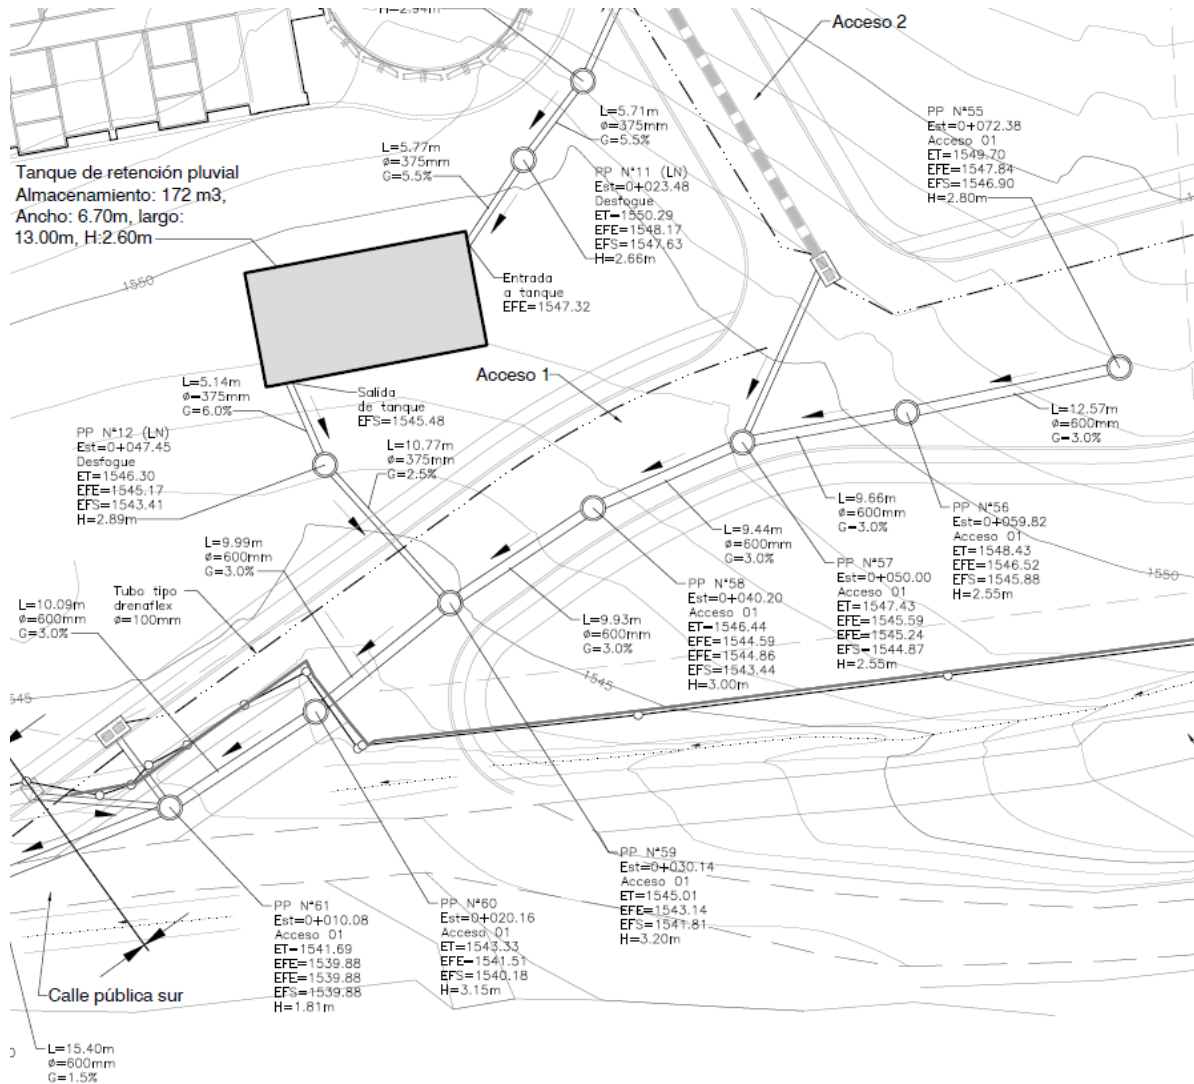 H=2.94m
Acceso 2
L=5.71m
ø=375mm
G=5.5%
PP N°55
Est=0+072.38
Acceso 01
ET=1549.70
EFE=1547.84
EFS=1546.90
H=2.80m
L=5.77m
ø=375mm
G=5.5%
Tanque de retención pluvial
Almacenamiento: 172 m3,
Ancho: 6.70m, largo:
13.00m, H:2.60m
PP N°11 (LN)
Est=0+023.48
Desfogue
ET=1550.29
EFE=1548.17
EFS=1547.63
H=2.66m
1550
Entrada
a tanque
EFE=1547.32
Acceso 1
L=5.14m
ø=375mm
G=6.0%
Salida
de tanque
EFS=1545.48
L=12.57m
ø=600mm
G=3.0%
PP N°12 (LN)
Est=0+047.45
Desfogue
ET=1546.30
EFE=1545.17
EFS=1543.41
H=2.89m
L=10.77m
ø=375mm
G=2.5%
L=9.66m
ø=600mm
G=3.0%
PP N°56
Est=0+059.82
Acceso 01
ET=1548.43
EFE=1546.52
EFS=1545.88
H=2.55m
L=9.44m
ø=600mm
G=3.0%
L=9.99m
ø=600mm
G=3.0%
PP N°57
Est=0+050.00
Acceso 01
ET=1547.43
EFE=1545.59
EFE=1545.24
EFS=1544.87
H=2.55m
1550
Tubo tipo
drenaflex
ø=100mm
PP N°58
Est=0+040.20
Acceso 01
ET=1546.44
EFE=1544.59
EFE=1544.86
EFS=1543.44
H=3.00m
L=10.09m
ø=600mm
G=3.0%
L=9.93m
ø=600mm
G=3.0%
1545
545
PP N°59
Est=0+030.14
Acceso 01
ET=1545.01
EFE=1543.14
EFS=1541.81
H=3.20m
PP N°61
Est=0+010.08
Acceso 01
ET=1541.69
EFE=1539.88
EFE=1539.88
EFS=1539.88
H=1.81m
PP N°60
Est=0+020.16
Acceso 01
ET=1543.33
EFE=1541.51
EFS=1540.18
H=3.15m
Calle pública sur
L=15.40m
ø=600mm
G=1.5%